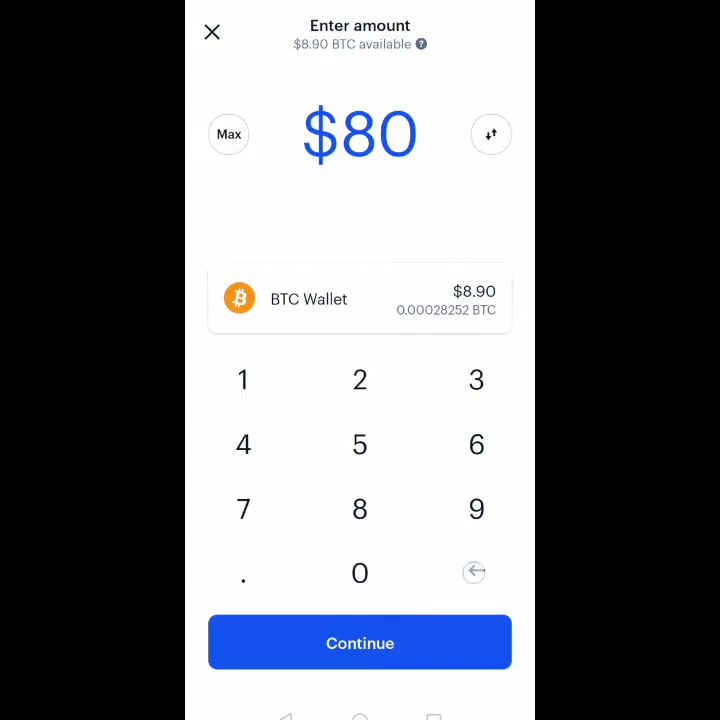 Enter amount
$8.90 BTC available ?
Max
$80
BTC Wallet
$8.90
0.00028252 BTC
1 2 3
4 5 6
7 8 9
. 0
Continue